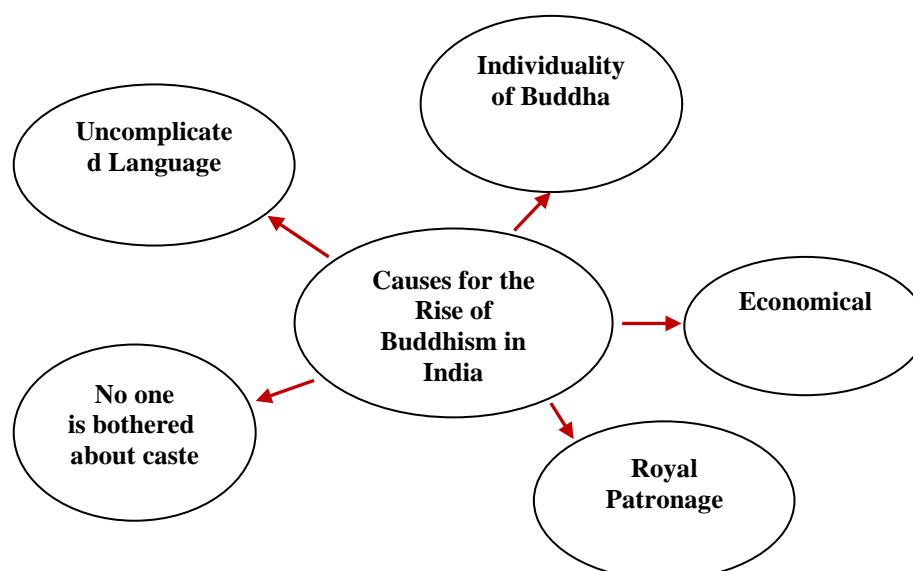 Individuality
of Buddha
Uncomplicate
d Language
Causes for the
Rise of
Buddhism in
India
Economical
No one
is bothered
about caste
Royal
Patronage